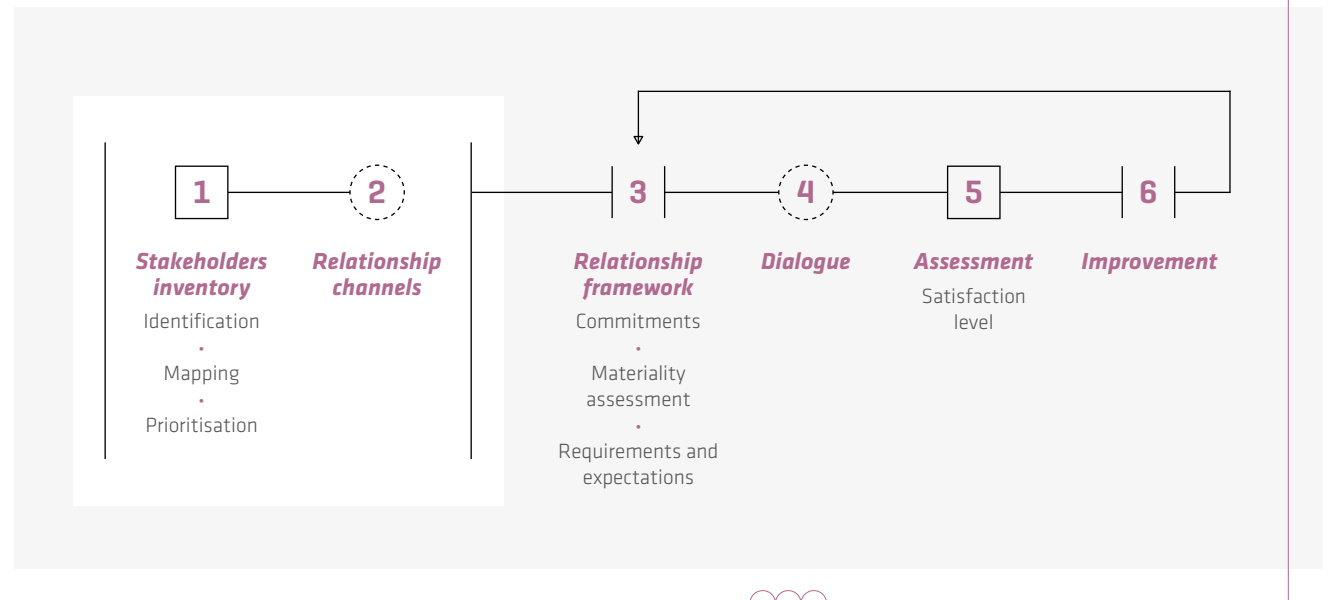 1
2
3
4
5
6
Stakeholders
inventory
Identification
•
Mapping
•
Prioritisation
Relationship
channels
Relationship
framework
Commitments
•
Materiality
assessment
•
Requirements and
expectations
Dialogue
Assessment
Satisfaction
level
Improvement